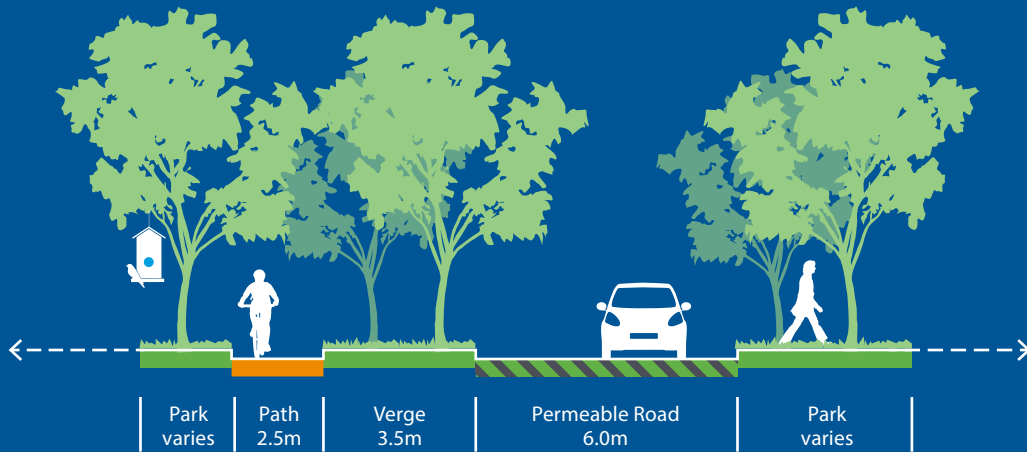 Park
varies
Path
2.5m
Verge
3.5m
Permeable Road
6.0m
Park
varies